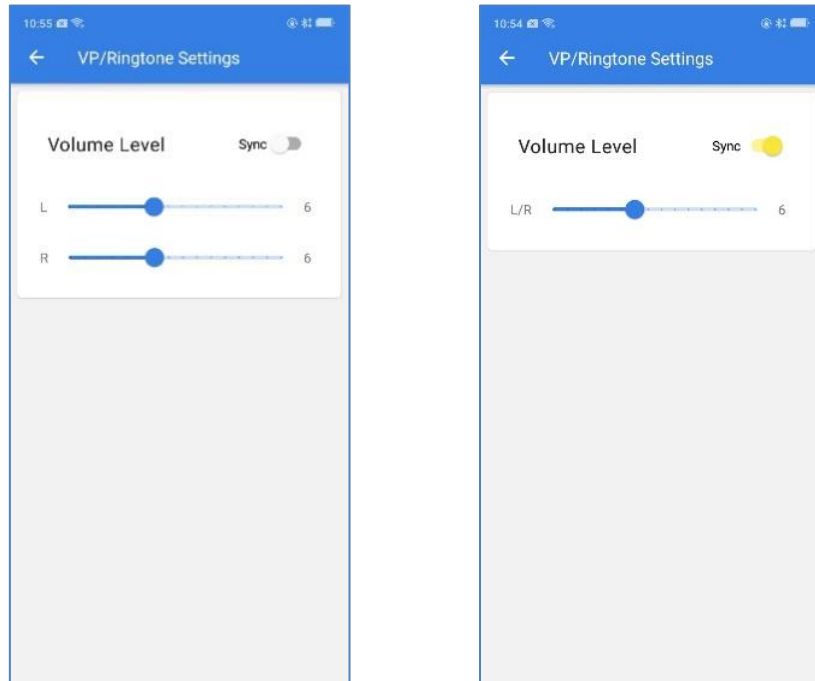 10:55
VP/Ringtone Settings
Volume Level Sync
L 6
R 6
10:54
VP/Ringtone Settings
Volume Level Sync
L/R 6